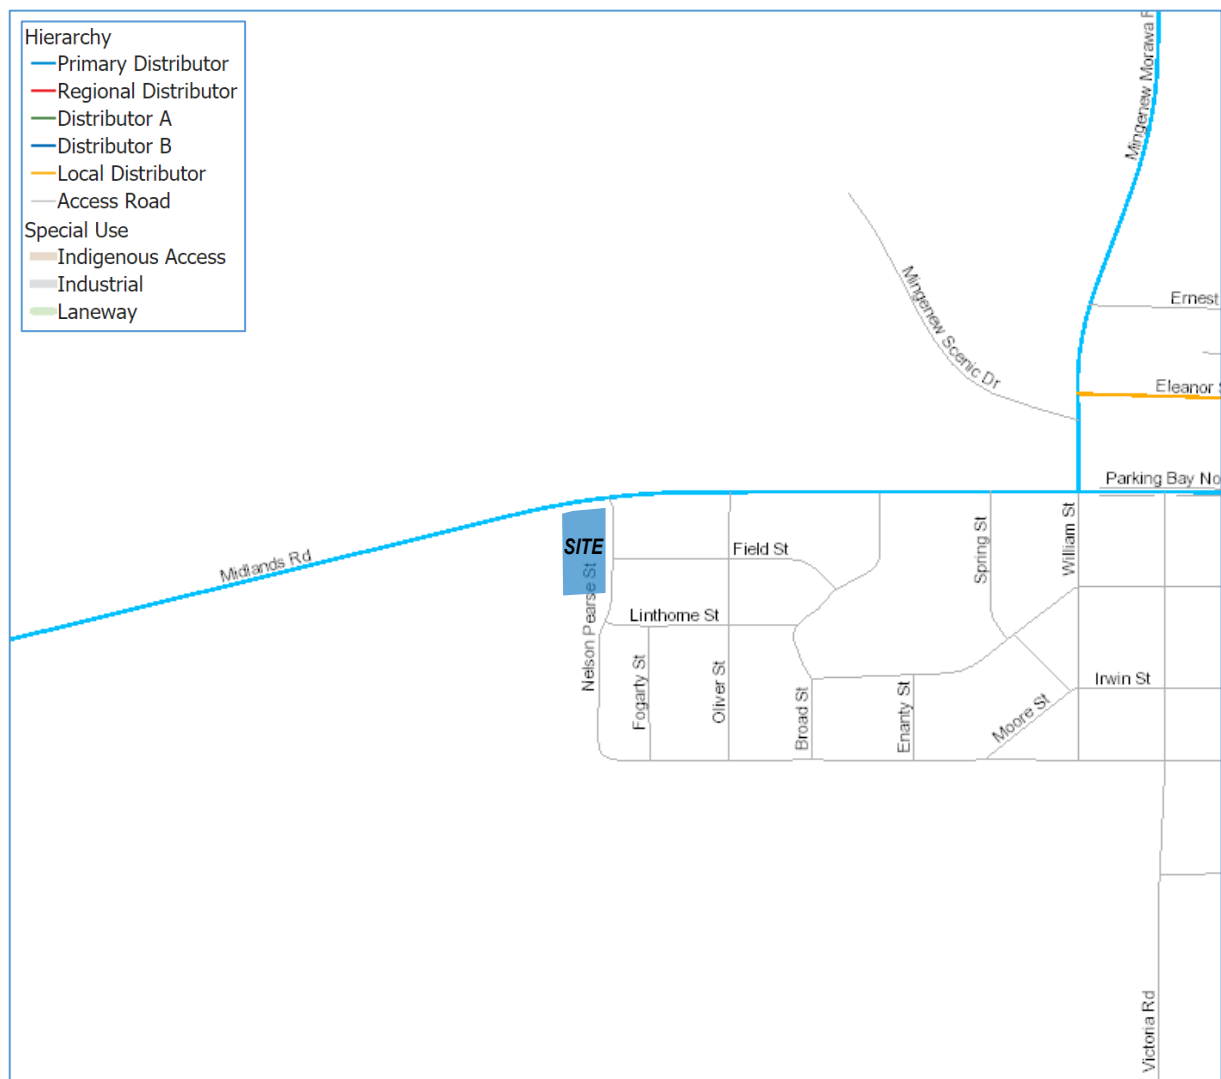 Hierarchy
Primary Distributor
Regional Distributor
Distributor A
Distributor B
Local Distributor
Access Road
Special Use
Indigenous Access
Industrial
Laneway
Mingenew Morawa R
Mingenew Scenic Dr
Ernest
Eleanor S
Parking Bay No
Midlands Rd
SITE
Nelson Pearse St
Field St
Spring St
William St
Linthorne St
Fogarty St
Oliver St
Broad St
Enanty St
Moore St
Irwin St
Victoria Rd